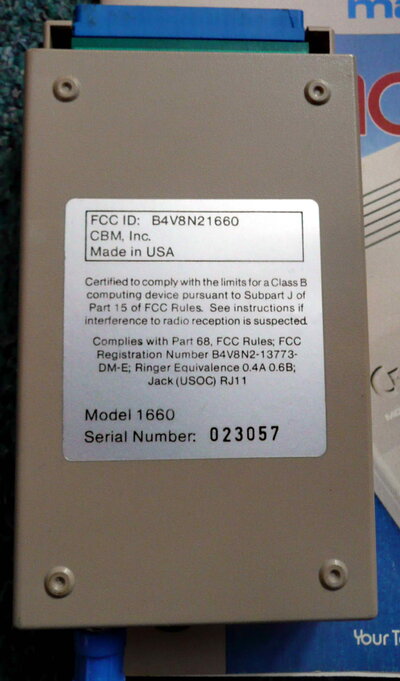 FCC ID: B4V8N21660
CBM, Inc.
Made in USA
Certified to comply with the limits for a Class B
computing device pursuant to Subpart J of
Part 15 of FCC Rules. See instructions if
interference to radio reception is suspected.
Complies with Part 68, FCC Rules; FCC
Registration Number B4V8N2-13773-
DM-E; Ringer Equivalence 0.4A 0.6B;
Jack (USOC) RJ11
Model 1660
Serial Number: 023057
Your